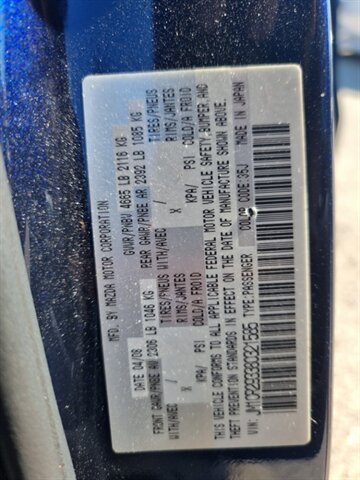 MFD. BY MAZDA MOTOR CORPORATION
DATE 04/09 GVWR/PNBV 4665 LB 2116 KG
FRONT GAWR/PNBE AV 2306 LB 1046 KG REAR GAWR/PNBE AR 2392 LB 1085 KG
WITH/AVEC TIRES/PNEUS WITH/AVEC TIRES/PNEUS
X RIMS/JANTES X RIMS/JANTES
/ KPA/ PSI COLD/A FROID / KPA/ PSI COLD/A FROID
THIS VEHICLE CONFORMS TO ALL APPLICABLE FEDERAL MOTOR VEHICLE SAFETY, BUMPER, AND
THEFT PREVENTION STANDARDS IN EFFECT ON THE DATE OF MANUFACTURE SHOWN ABOVE.
VIN: TYPE:PASSENGER COLOR CODE:35J MADE IN JAPAN